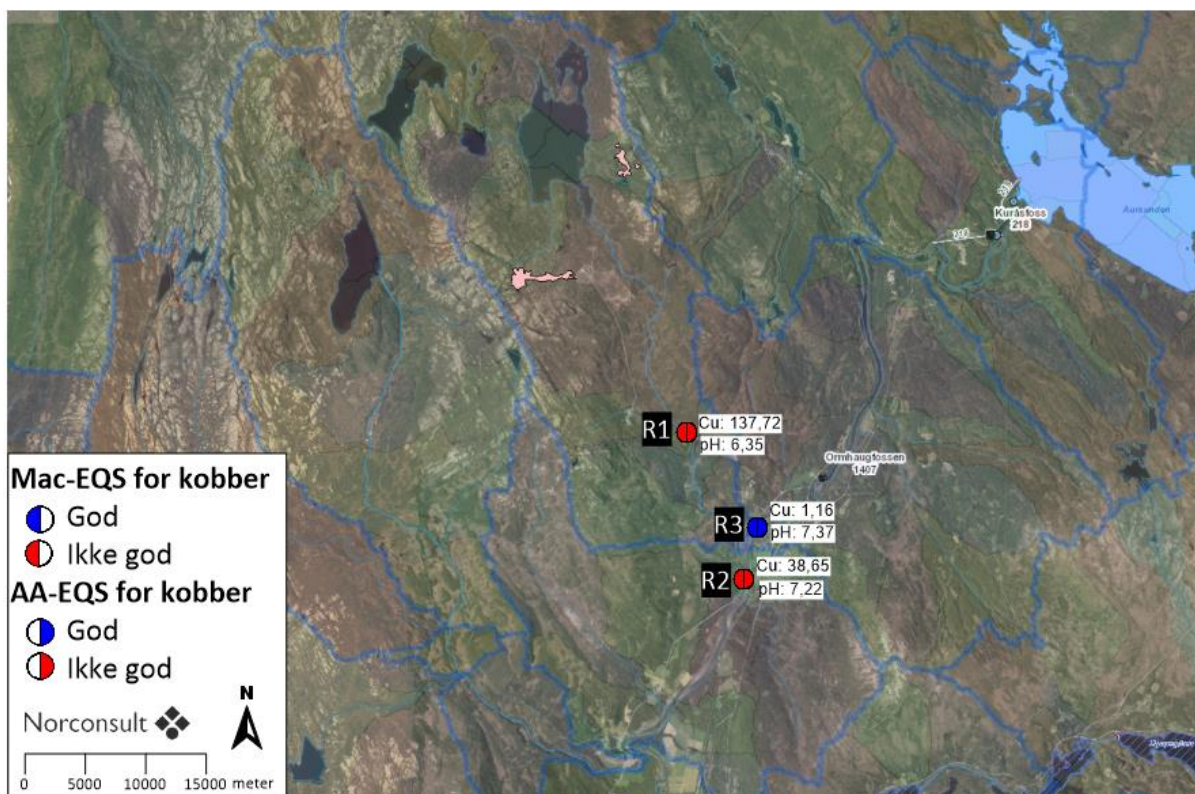 Aursunden
Kuråsfoss
218
R1
Cu: 137,72
pH: 6,35
Ormhaugfossen
1407
R3
Cu: 1,16
pH: 7,37
Cu: 38,65
R2
pH: 7,22
Mac-EQS for kobber
God
Ikke god
AA-EQS for kobber
God
Ikke god
N
Norconsult
0 5000 10000 15000 meter